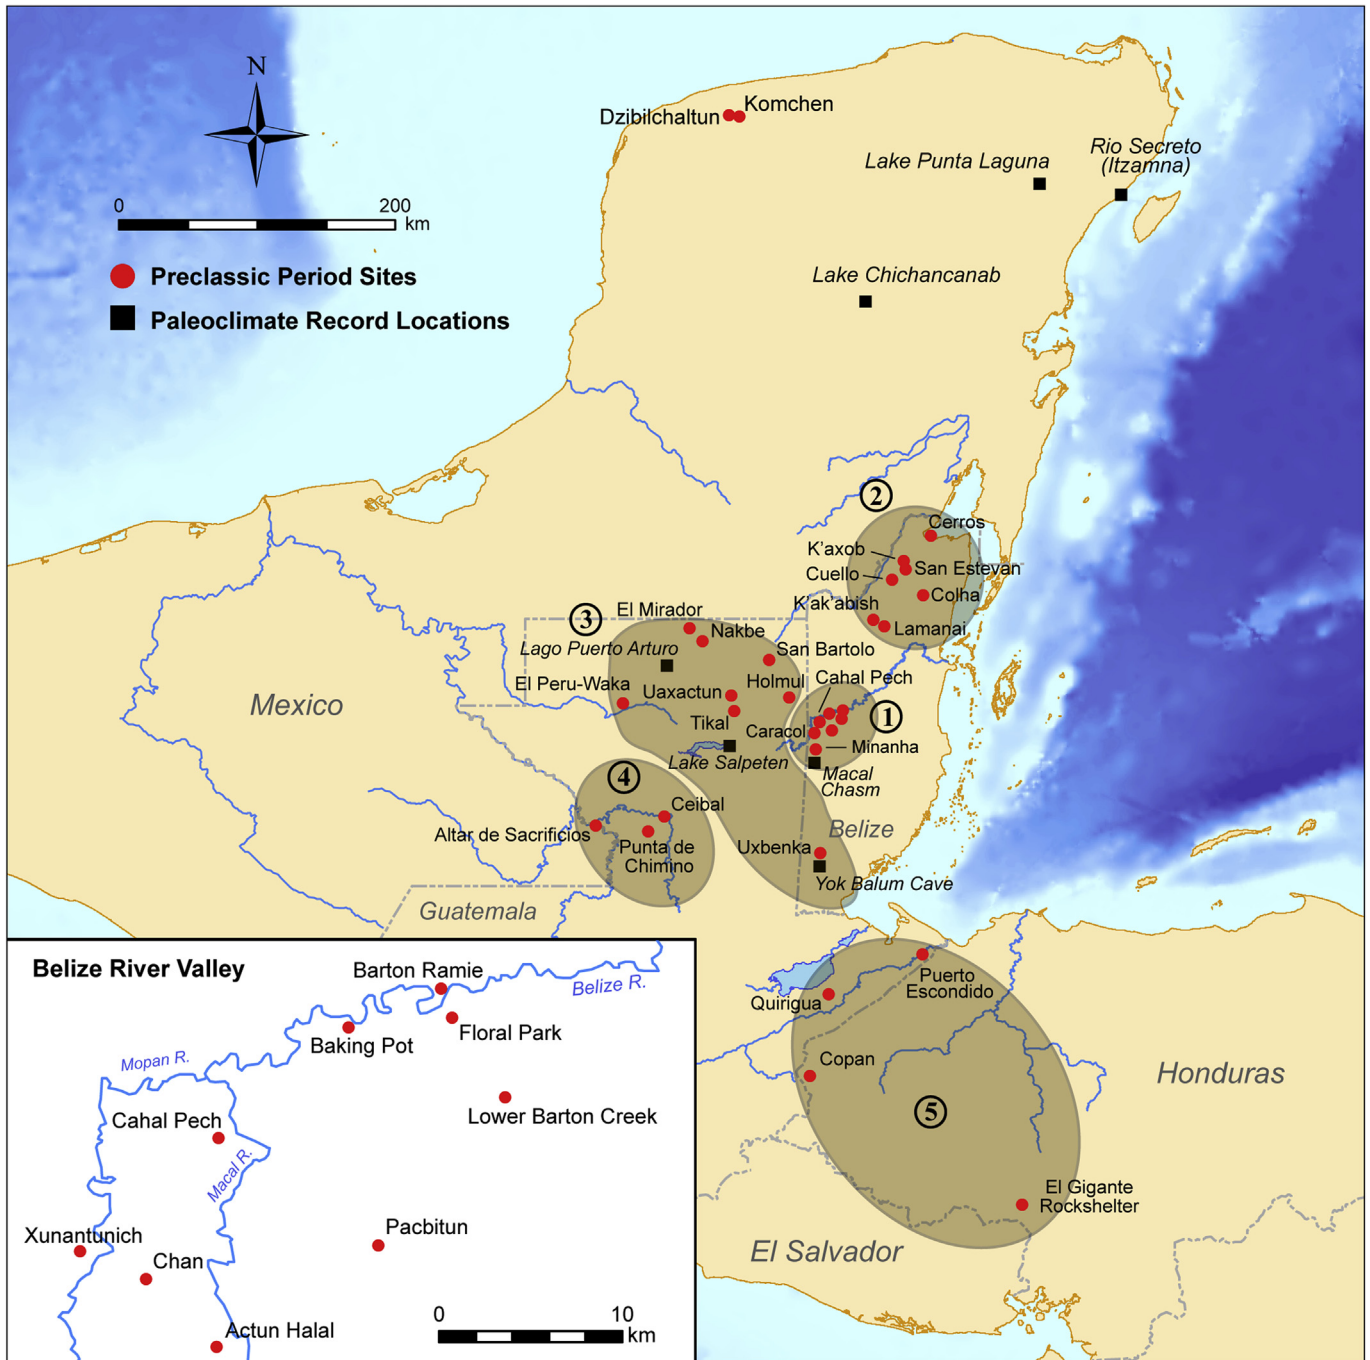 N
0 200
km
Preclassic Period Sites
Paleoclimate Record Locations
Dzibilchaltun
Komchen
Lake Punta Laguna
Rio Secreto
(Itzamna)
Lake Chichancanab
2
Cerros
K'axob
San Estevan
Cuello
Colha
K'ak'abish
Lamanai
3
El Mirador
Nakbe
Lago Puerto Arturo
San Bartolo
El Peru-Waka
Uaxactun
Holmul
Cahal Pech
Tikal
Caracol
1
Minanha
Lake Salpeten
Macal
Chasm
Mexico
4
Ceibal
Altar de Sacrificios
Punta de
Chimino
Belize
Uxbenka
Yok Balum Cave
Guatemala
Puerto
Escondido
Quirigua
Copan
5
Honduras
El Gigante
Rockshelter
El Salvador
Belize River Valley
Barton Ramie
Belize R.
Floral Park
Baking Pot
Mopan R.
Lower Barton Creek
Cahal Pech
Macal R.
Xunantunich
Pacbitun
Chan
Actun Halal
0 10
km